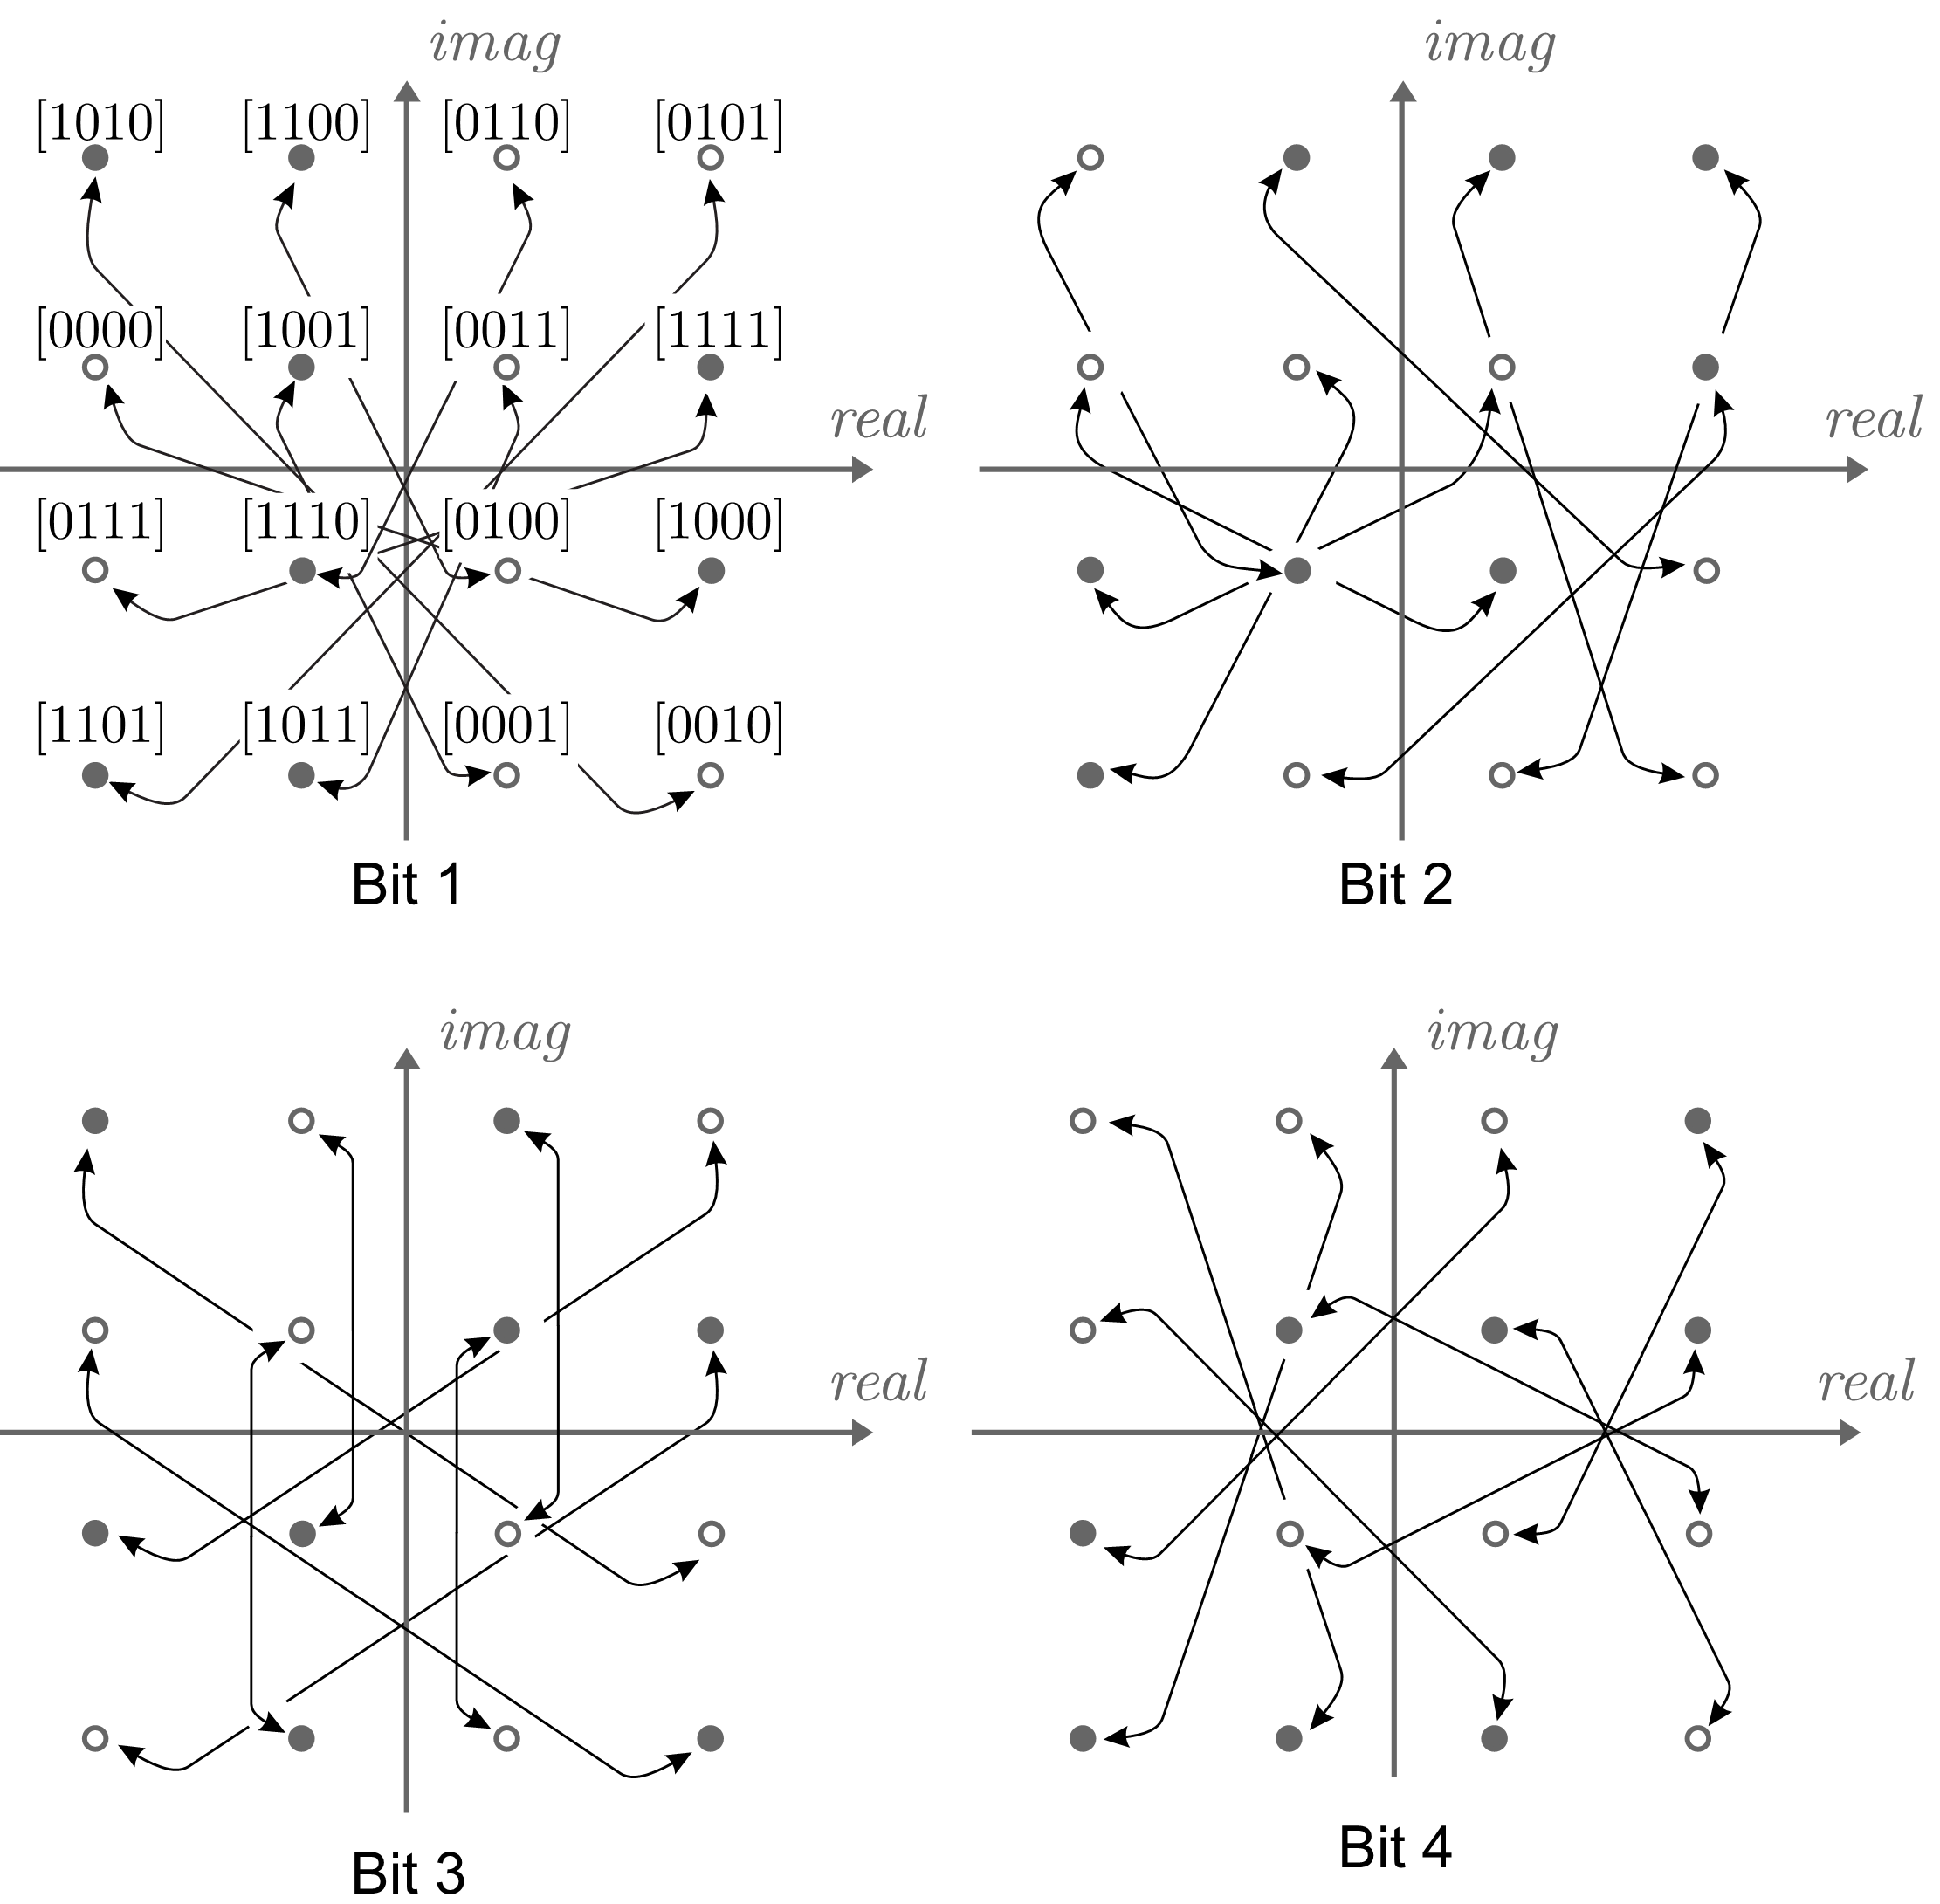 imag
[1010] [1100] [0110] [0101]
[0000] [1001] [0011] [1111]
real
[0111] [1110] [0100] [1000]
[1101] [1011] [0001] [0010]
Bit 1
imag
real
Bit 2
imag
real
Bit 3
imag
real
Bit 4